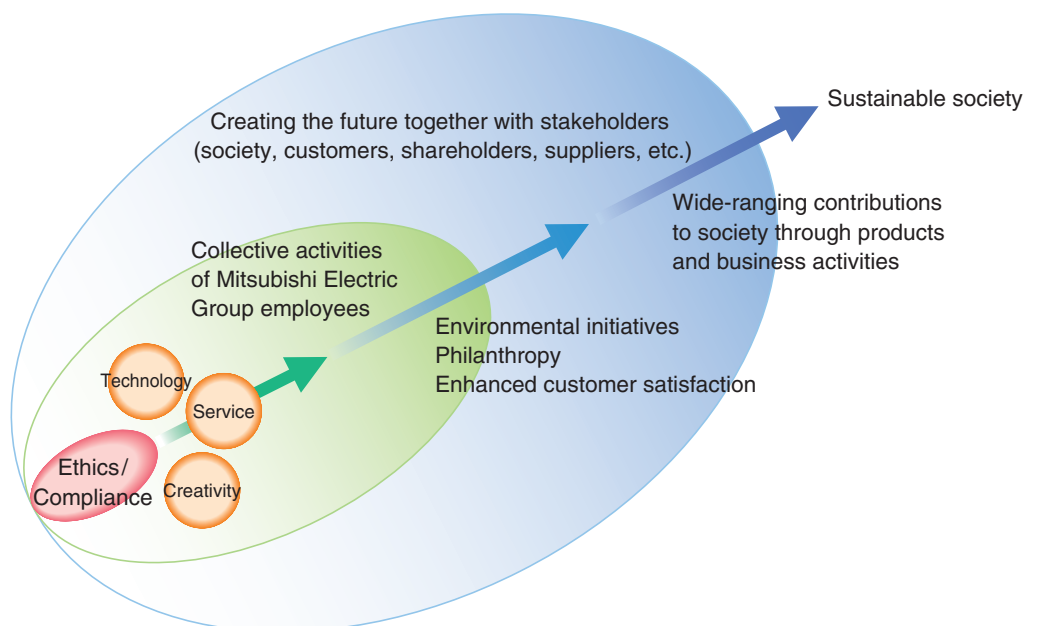 Sustainable society
Creating the future together with stakeholders
(society, customers, shareholders, suppliers, etc.)
Wide-ranging contributions
to society through products
and business activities
Collective activities
of Mitsubishi Electric
Group employees
Environmental initiatives
Philanthropy
Enhanced customer satisfaction
Technology
Service
Ethics/
Compliance
Creativity